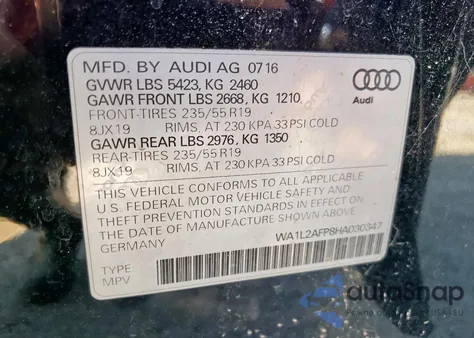 MFD. BY AUDI AG 07 16
GVWR LBS 5423, KG 2460
GAWR FRONT LBS 2668, KG 1210,
FRONT-TIRES 235/55 R19
8JX19 RIMS, AT 230 KPA 33 PSI COLD
GAWR REAR LBS 2976, KG 1350
REAR-TIRES 235/55 R19
8JX19 RIMS, AT 230 KPA 33 PSI COLD
THIS VEHICLE CONFORMS TO ALL APPLICABLE
U.S. FEDERAL MOTOR VEHICLE SAFETY AND
THEFT PREVENTION STANDARDS IN EFFECT ON
THE DATE OF MANUFACTURE SHOWN ABOVE.
GERMANY
WA1L2AFP8HA030347
TYPE
MPV
Audi
autosnap